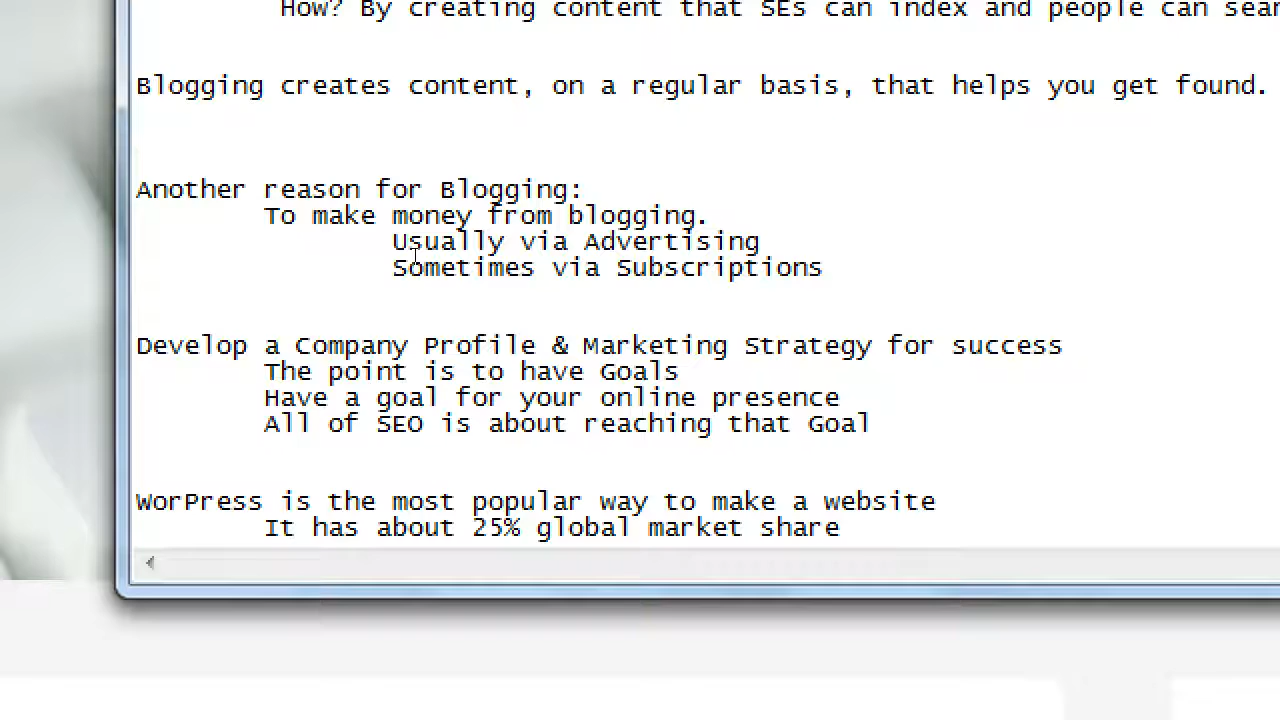 How? By creating content that SEs can index and people can
Blogging creates content, on a regular basis, that helps you get found.
Another reason for Blogging:
To make money from blogging.
Usually via Advertising
Sometimes via Subscriptions
Develop a Company Profile & Marketing Strategy for success
The point is to have Goals
Have a goal for your online presence
All of SEO is about reaching that Goal
WorPress is the most popular way to make a website
It has about 25% global market share